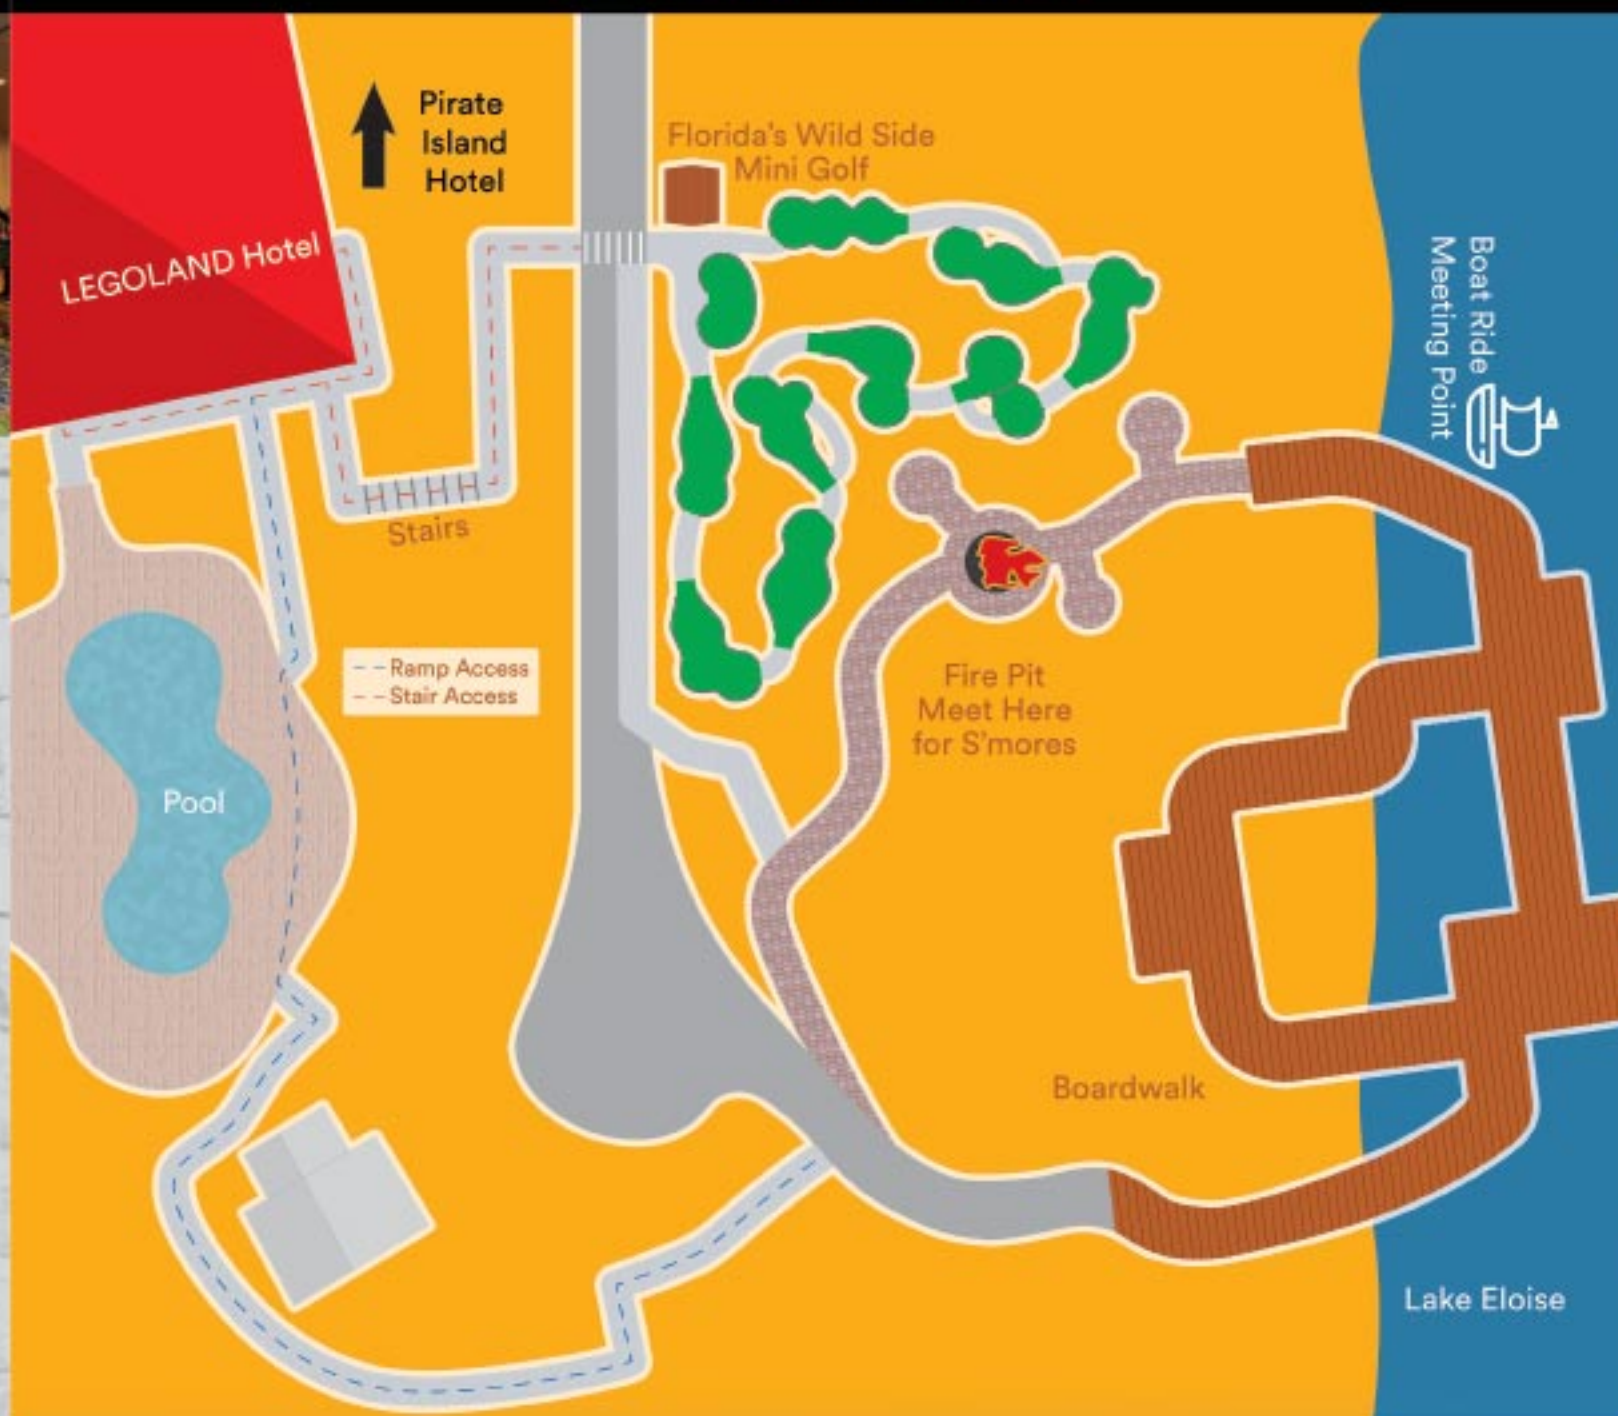 Pirate
Island
Hotel
Florida's Wild Side
Mini Golf
LEGOLAND Hotel
Boat Ride
Meeting Point
Stairs
Ramp Access
Stair Access
Fire Pit
Meet Here
for S'mores
Pool
Boardwalk
Lake Eloise